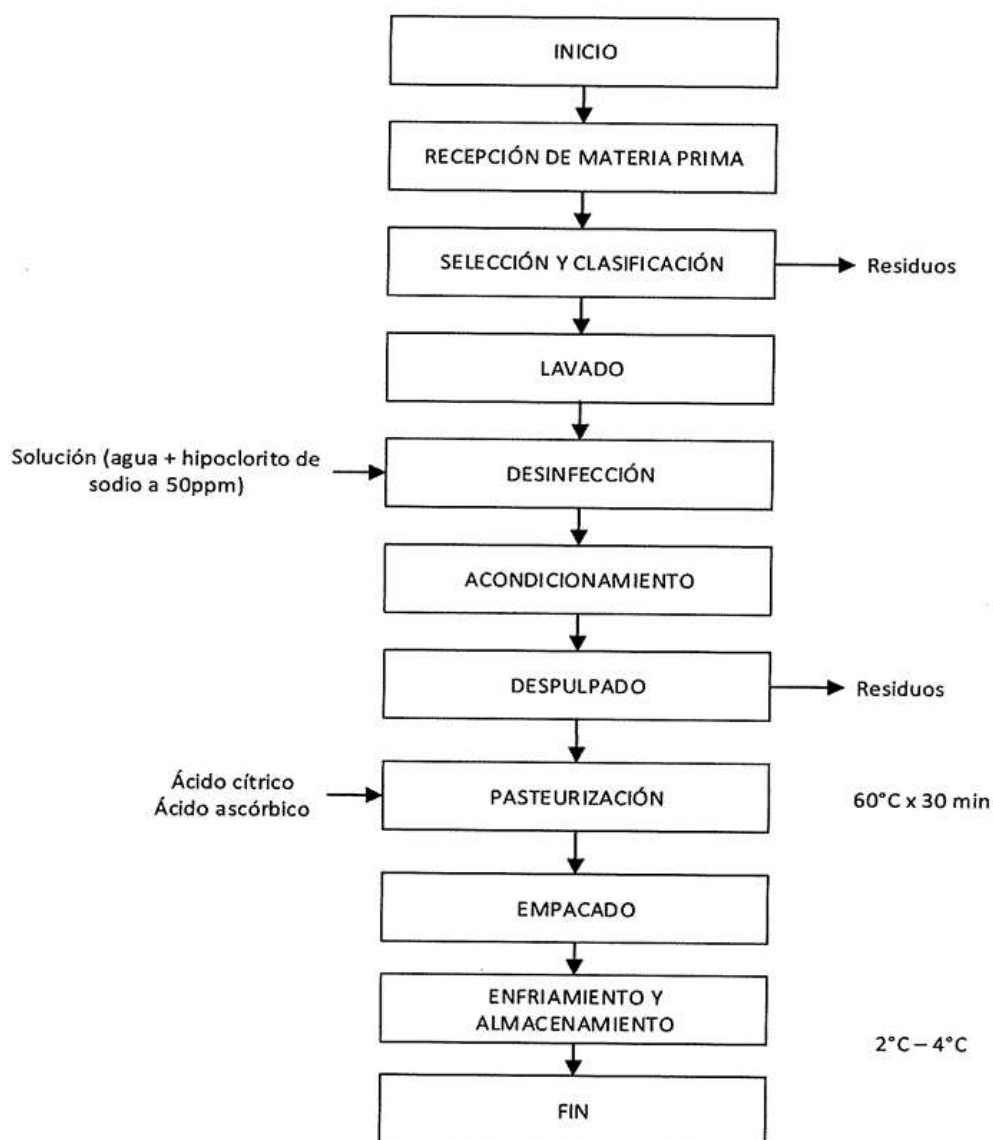 INICIO
RECEPCIÓN DE MATERIA PRIMA
SELECCIÓN Y CLASIFICACIÓN
Residuos
LAVADO
Solución (agua + hipoclorito de
sodio a 50ppm)
DESINFECCIÓN
ACONDICIONAMIENTO
DESPULPADO
Residuos
Ácido cítrico
Ácido ascórbico
PASTEURIZACIÓN
60°C x 30 min
EMPACADO
ENFRIAMIENTO Y
ALMACENAMIENTO
2°C – 4°C
FIN